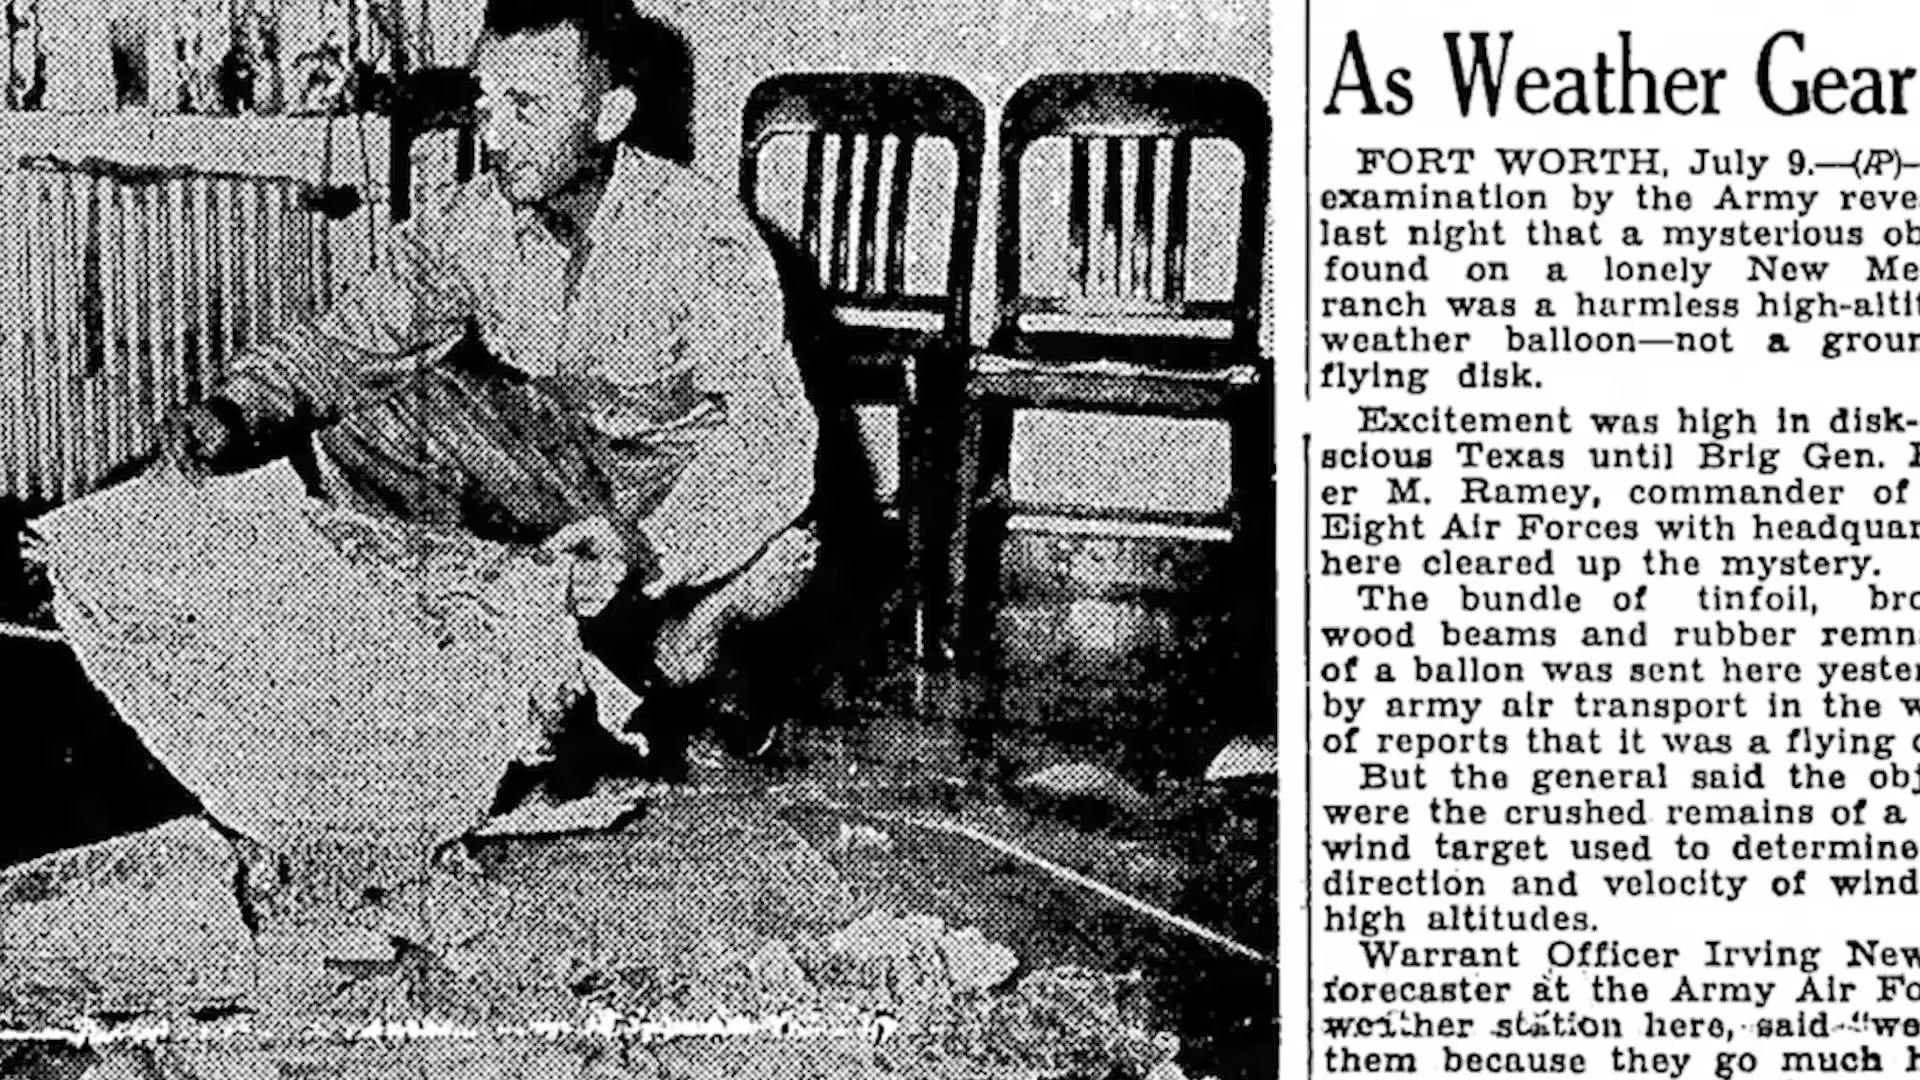 As Weather Gear
FORT WORTH, July 9.—(AP)—
examination by the Army reve
last night that a mysterious ob
found on a lonely New Me
ranch was a harmless high-altit
weather balloon—not a groun
flying disk.
Excitement was high in disk-
scious Texas until Brig Gen.
er M. Ramey, commander of
Eight Air Forces with headquar
here cleared up the mystery.
The bundle of tinfoil, bro
wood beams and rubber remn
of a ballon was sent here yester
by army air transport in the w
of reports that it was a flying
But the general said the obj
were the crushed remains of a
wind target used to determine
direction and velocity of wind
high altitudes.
Warrant Officer Irving New
forecaster at the Army Air Fo
weather station here, said "we
them because they go much